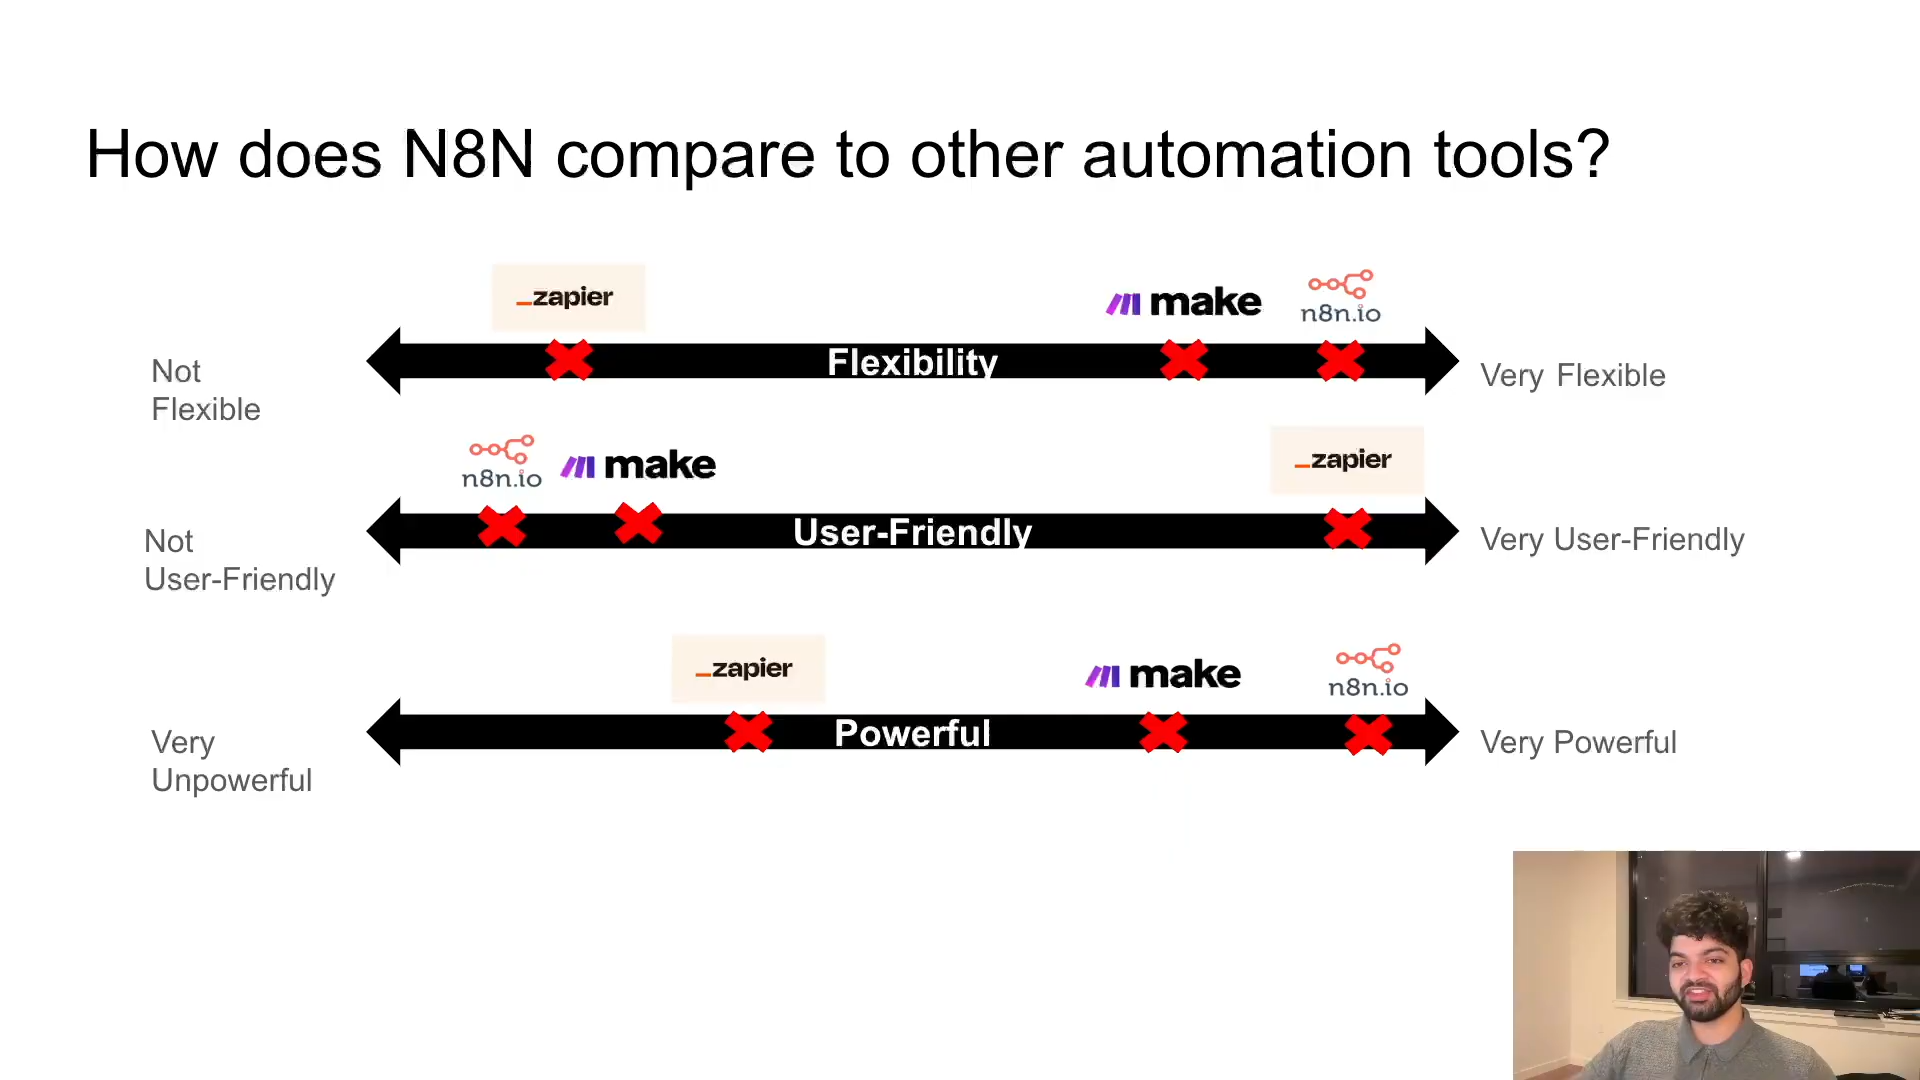 How does N8N compare to other automation tools?
zapier
make
n8n.io
Not
Flexible
Flexibility
Very Flexible
n8n.io
make
zapier
Not
User-Friendly
User-Friendly
Very User-Friendly
zapier
make
n8n.io
Very
Unpowerful
Powerful
Very Powerful